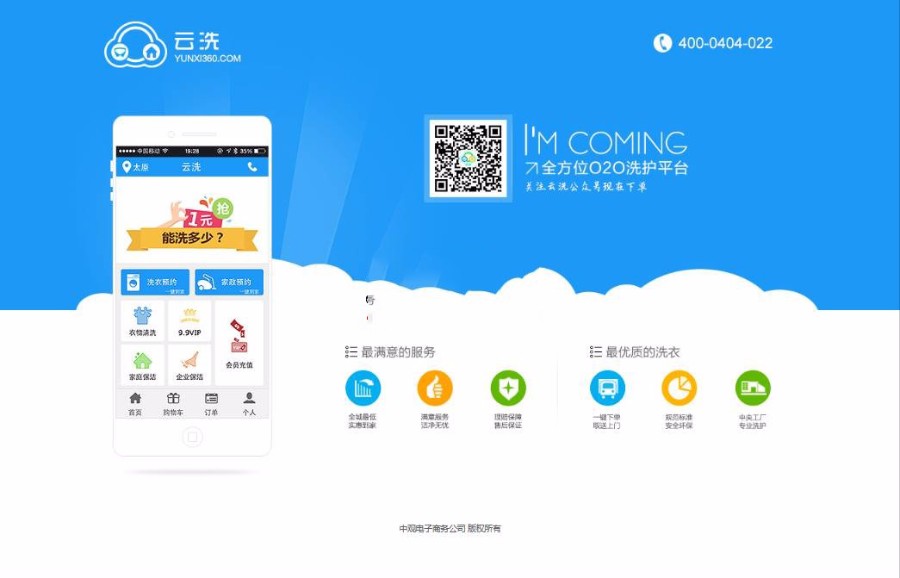 云洗
YUNXI360.COM
400-0404-022
I'M COMING
全方位O2O洗护平台
关注云洗公众号现在下单
中国移动
15:28
35%
太原
云洗
抢
1元
能洗多少？
洗衣预约
一键预约
家政预约
一键预约
衣物清洗
9.9VIP
会员充值
家庭保洁
企业保洁
首页
购物车
订单
个人
最满意的服务
最优质的洗衣
全城最低
实惠到家
满意服务
洁净无忧
理赔保障
售后保证
一键下单
取送上门
规范标准
安全环保
中央工厂
专业洗护
中观电子商务公司 版权所有